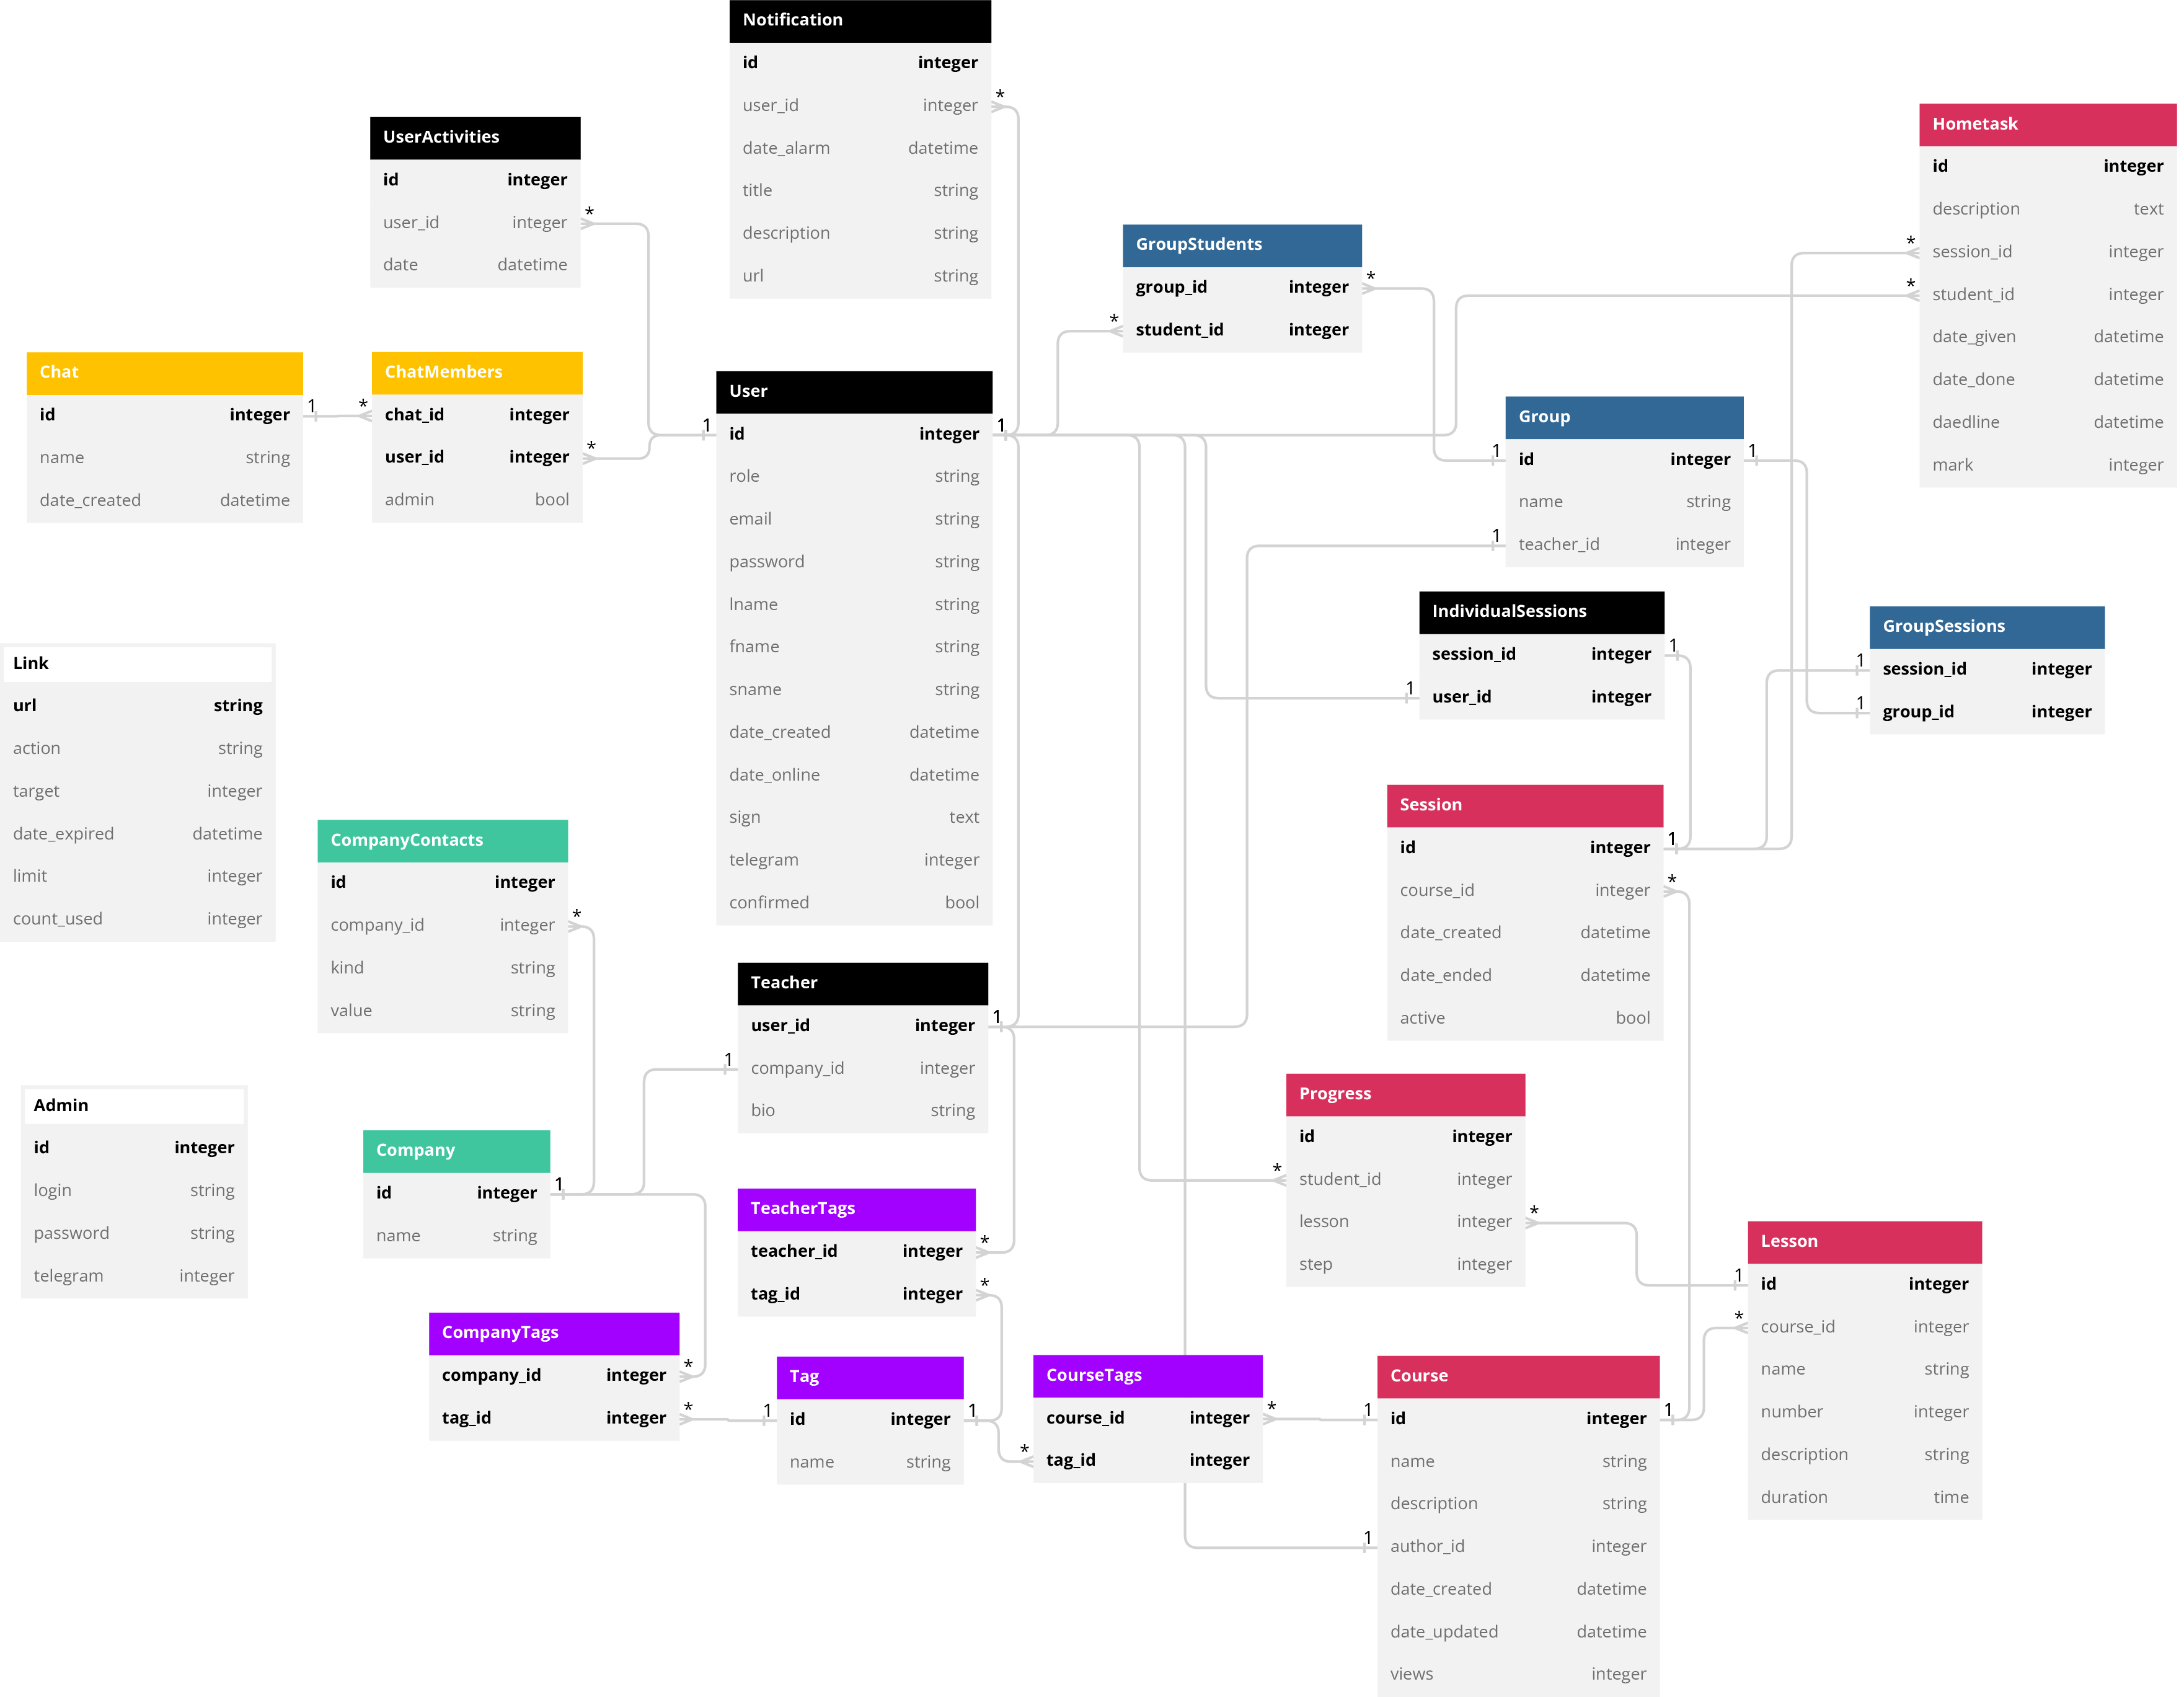 Notification
id integer
user_id integer
date_alarm datetime
title string
description string
url string
*
UserActivities
id integer
user_id integer
date datetime
*
Hometask
id integer
description text
session_id integer
student_id integer
date_given datetime
date_done datetime
daedline datetime
mark integer
*
*
GroupStudents
group_id integer
student_id integer
*
*
Chat
id integer
name string
date_created datetime
1
*
ChatMembers
chat_id integer
user_id integer
admin bool
*
User
id integer
role string
email string
password string
lname string
fname string
sname string
date_created datetime
date_online datetime
sign text
telegram integer
confirmed bool
1
1
Group
id integer
name string
teacher_id integer
1
1
1
IndividualSessions
session_id integer
user_id integer
1
1
GroupSessions
session_id integer
group_id integer
1
1
Link
url string
action string
target integer
date_expired datetime
limit integer
count_used integer
Session
id integer
course_id integer
date_created datetime
date_ended datetime
active bool
1
*
CompanyContacts
id integer
company_id integer
kind string
value string
*
Teacher
user_id integer
company_id integer
bio string
1
1
Progress
id integer
student_id integer
lesson integer
step integer
*
*
Admin
id integer
login string
password string
telegram integer
Company
id integer
name string
1
TeacherTags
teacher_id integer
tag_id integer
*
*
Lesson
id integer
course_id integer
name string
number integer
description string
duration time
1
*
CompanyTags
company_id integer
tag_id integer
*
*
Tag
id integer
name string
1
1
CourseTags
course_id integer
tag_id integer
*
*
Course
id integer
name string
description string
author_id integer
date_created datetime
date_updated datetime
views integer
1
1
1